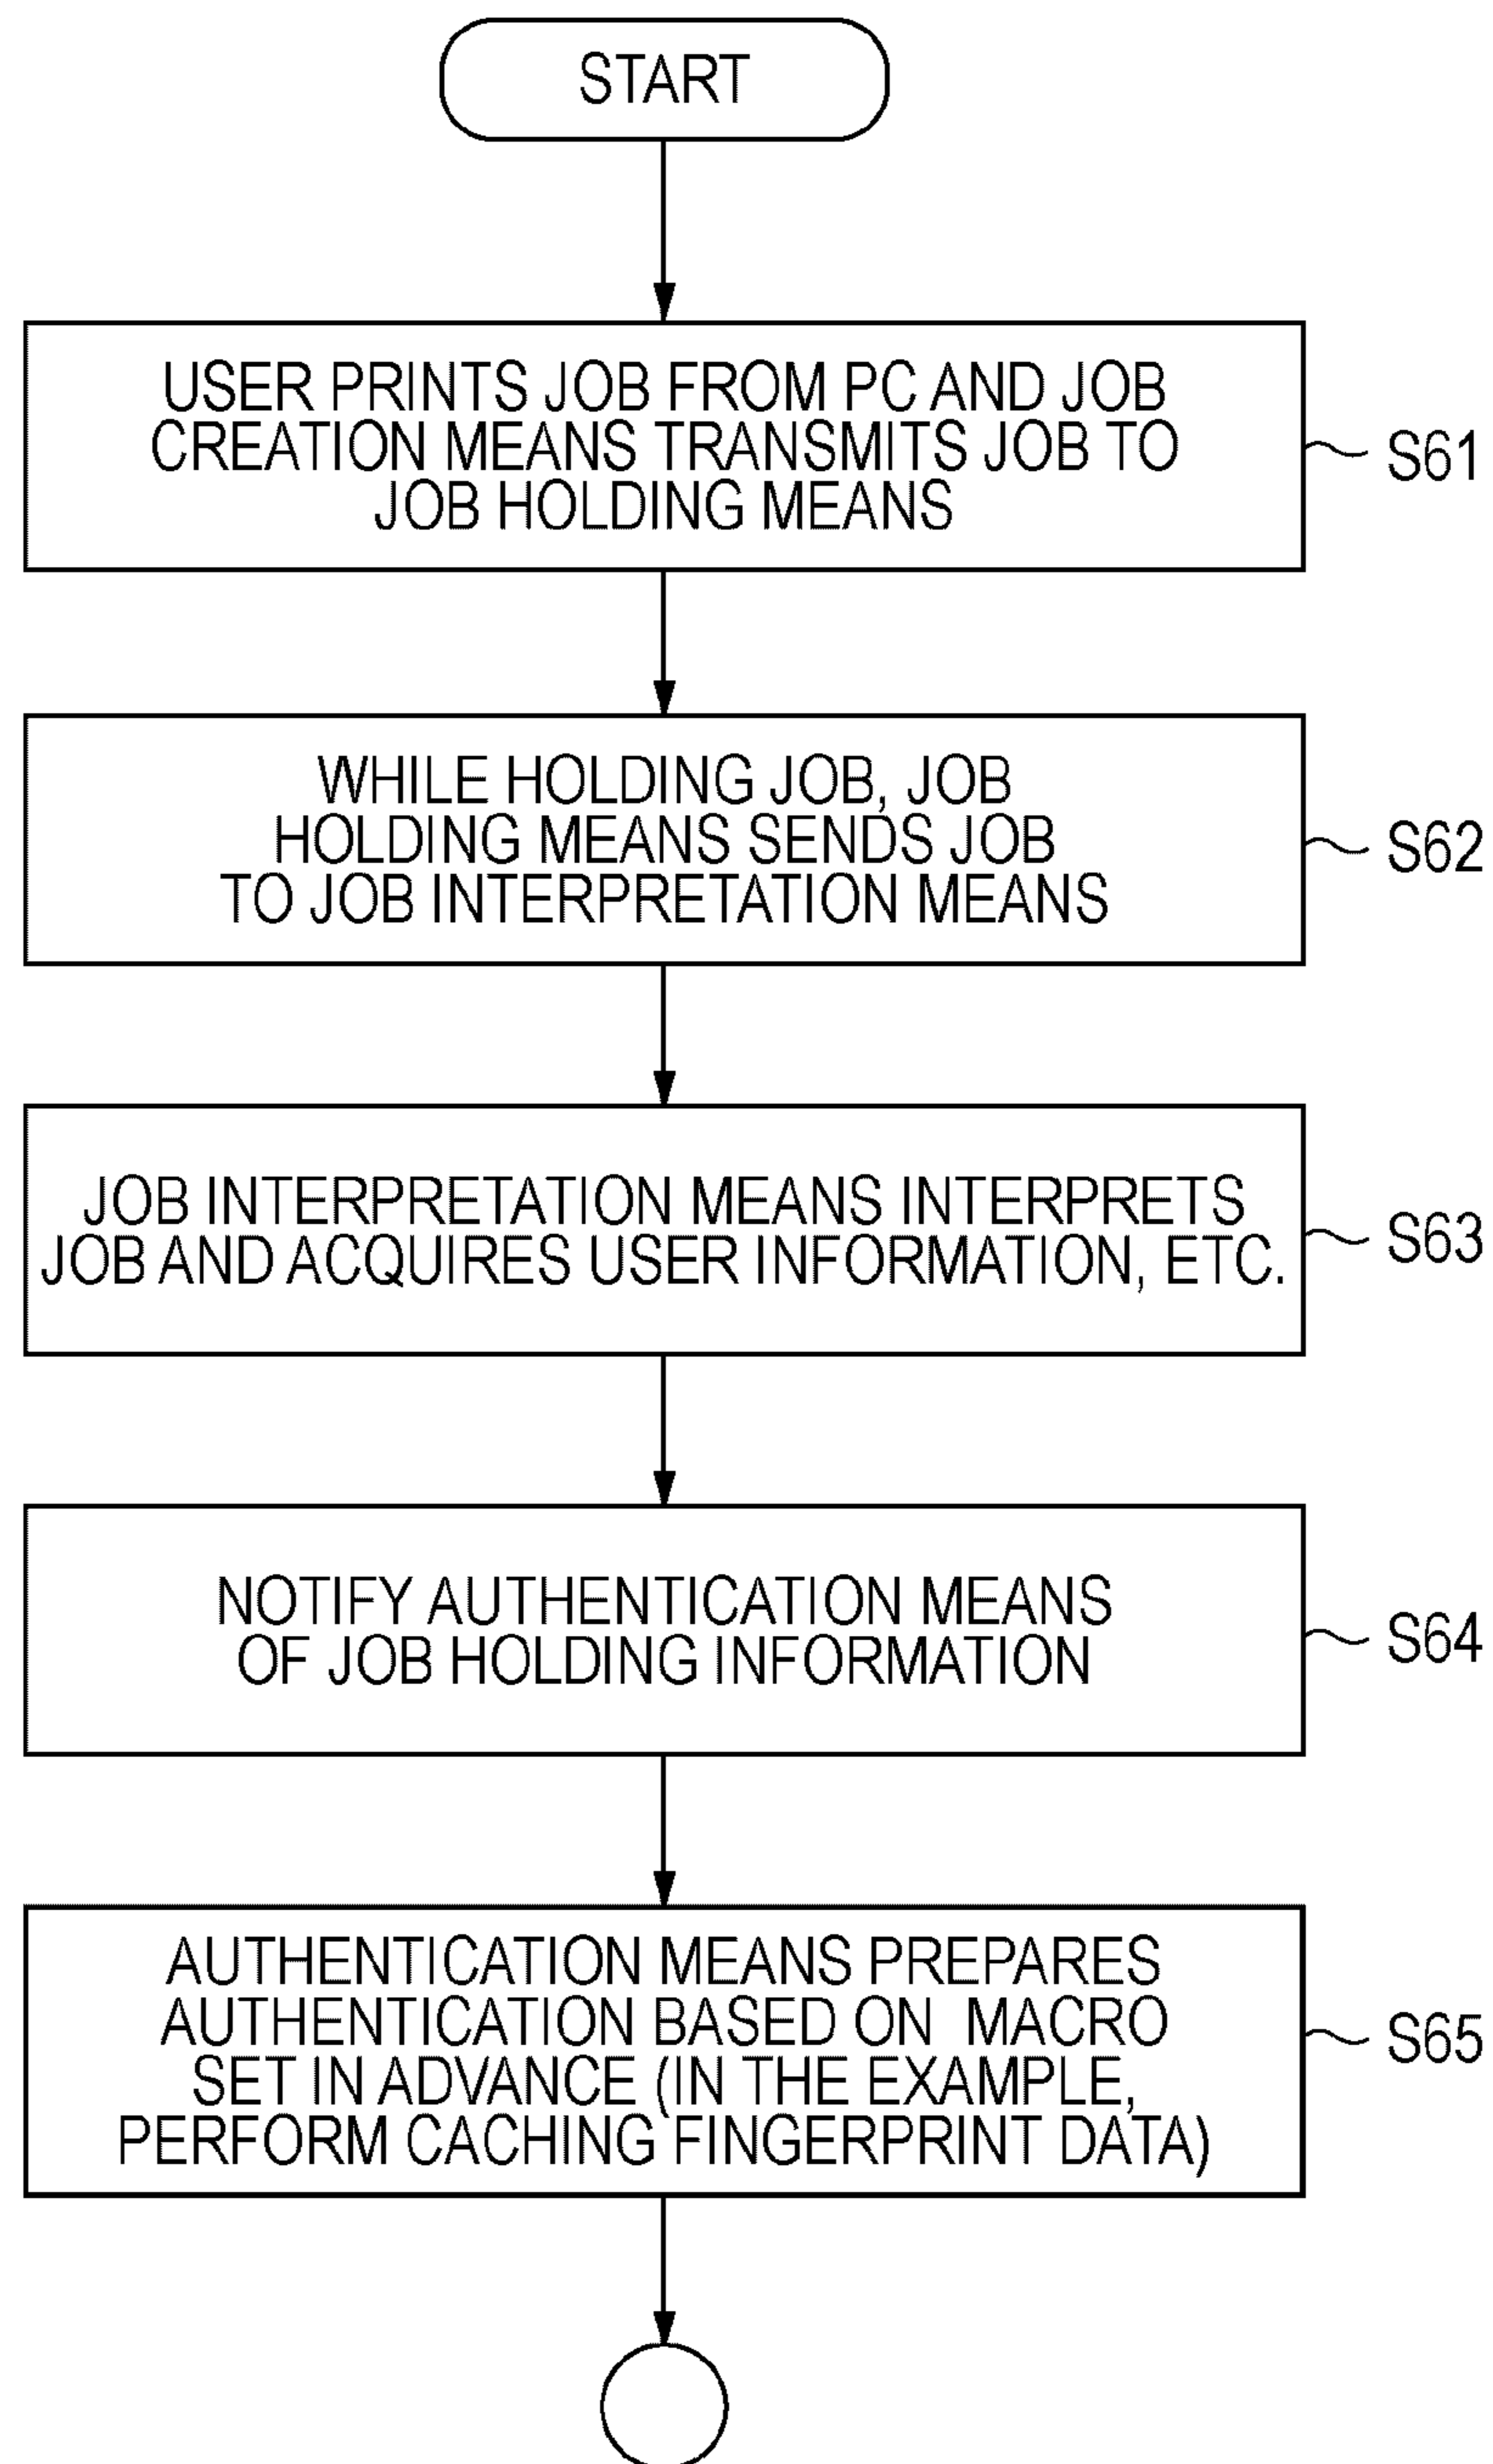 START
USER PRINTS JOB FROM PC AND JOB
CREATION MEANS TRANSMITS JOB TO
JOB HOLDING MEANS
S61
WHILE HOLDING JOB, JOB
HOLDING MEANS SENDS JOB
TO JOB INTERPRETATION MEANS
S62
JOB INTERPRETATION MEANS INTERPRETS
JOB AND ACQUIRES USER INFORMATION, ETC.
S63
NOTIFY AUTHENTICATION MEANS
OF JOB HOLDING INFORMATION
S64
AUTHENTICATION MEANS PREPARES
AUTHENTICATION BASED ON MACRO
SET IN ADVANCE (IN THE EXAMPLE,
PERFORM CACHING FINGERPRINT DATA)
S65